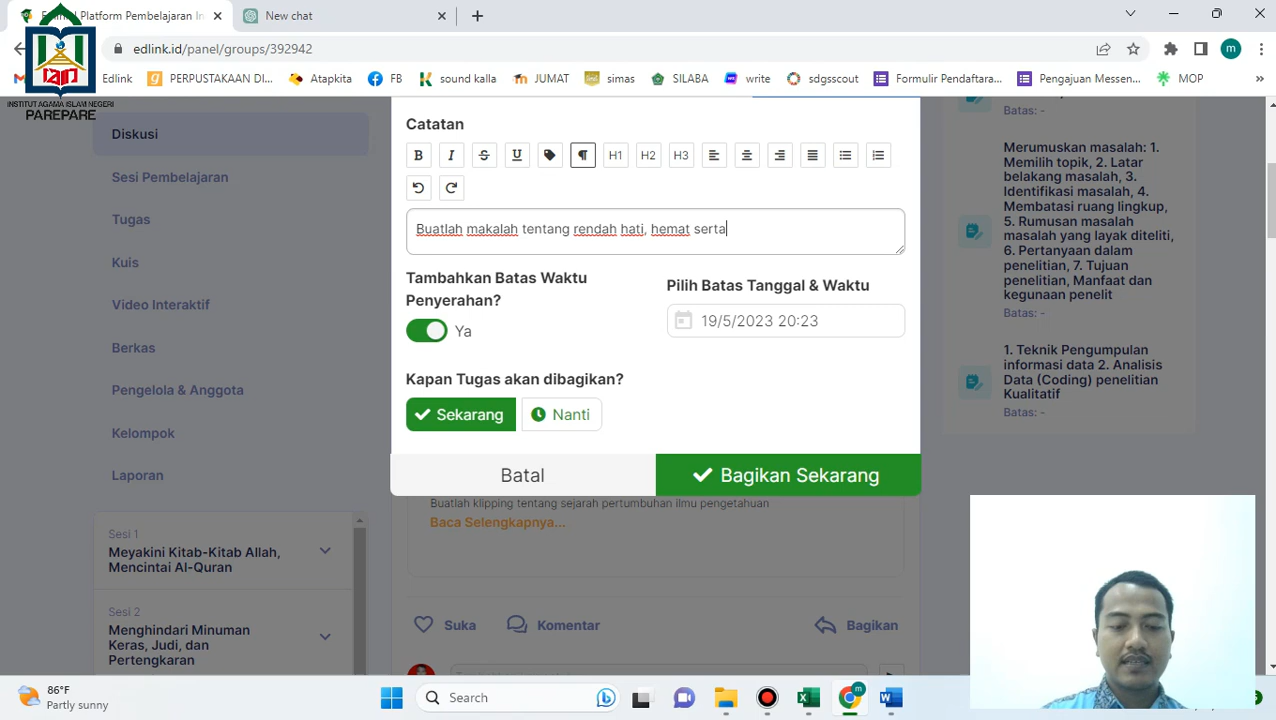 Edlink Platform Pembelajaran In
New chat
edlink.id/panel/groups/392942
m
Edlink
PERPUSTAKAAN DI...
Atapkita
FB
sound kalla
JUMAT
simas
SILABA
write
sdgsscout
Formulir Pendaftara...
Pengajuan Mesen...
MOP
»
INSTITUT AGAMA ISLAM NEGERI
PAREPARE
Diskusi
Sesi Pembelajaran
Tugas
Kuis
Video Interaktif
Berkas
Pengelola & Anggota
Kelompok
Laporan
Sesi 1
Meyakini Kitab-Kitab Allah,
Mencintai Al-Quran
Sesi 2
Menghindari Minuman
Keras, Judi, dan
Pertengkaran
Catatan
B I S U ¶ H1 H2 H3
Buatlah makalah tentang rendah hati, hemat serta
Tambahkan Batas Waktu
Penyerahan?
Ya
Pilih Batas Tanggal & Waktu
19/5/2023 20:23
Kapan Tugas akan dibagikan?
Sekarang
Nanti
Batal
Bagikan Sekarang
Buatlah klipping tentang sejarah pertumbuhan ilmu pengetahuan
Baca Selengkapnya...
Suka
Komentar
Bagikan
Batas: -
Merumuskan masalah: 1.
Memilih topik, 2. Latar
belakang masalah, 3.
Identifikasi masalah, 4.
Membatasi ruang lingkup,
5. Rumusan masalah
masalah yang layak diteliti,
6. Pertanyaan dalam
penelitian, 7. Tujuan
penelitian, Manfaat dan
kegunaan penelit
Batas: -
1. Teknik Pengumpulan
informasi data 2. Analisis
Data (Coding) penelitian
Kualitatif
Batas: -
86°F
Partly sunny
Search